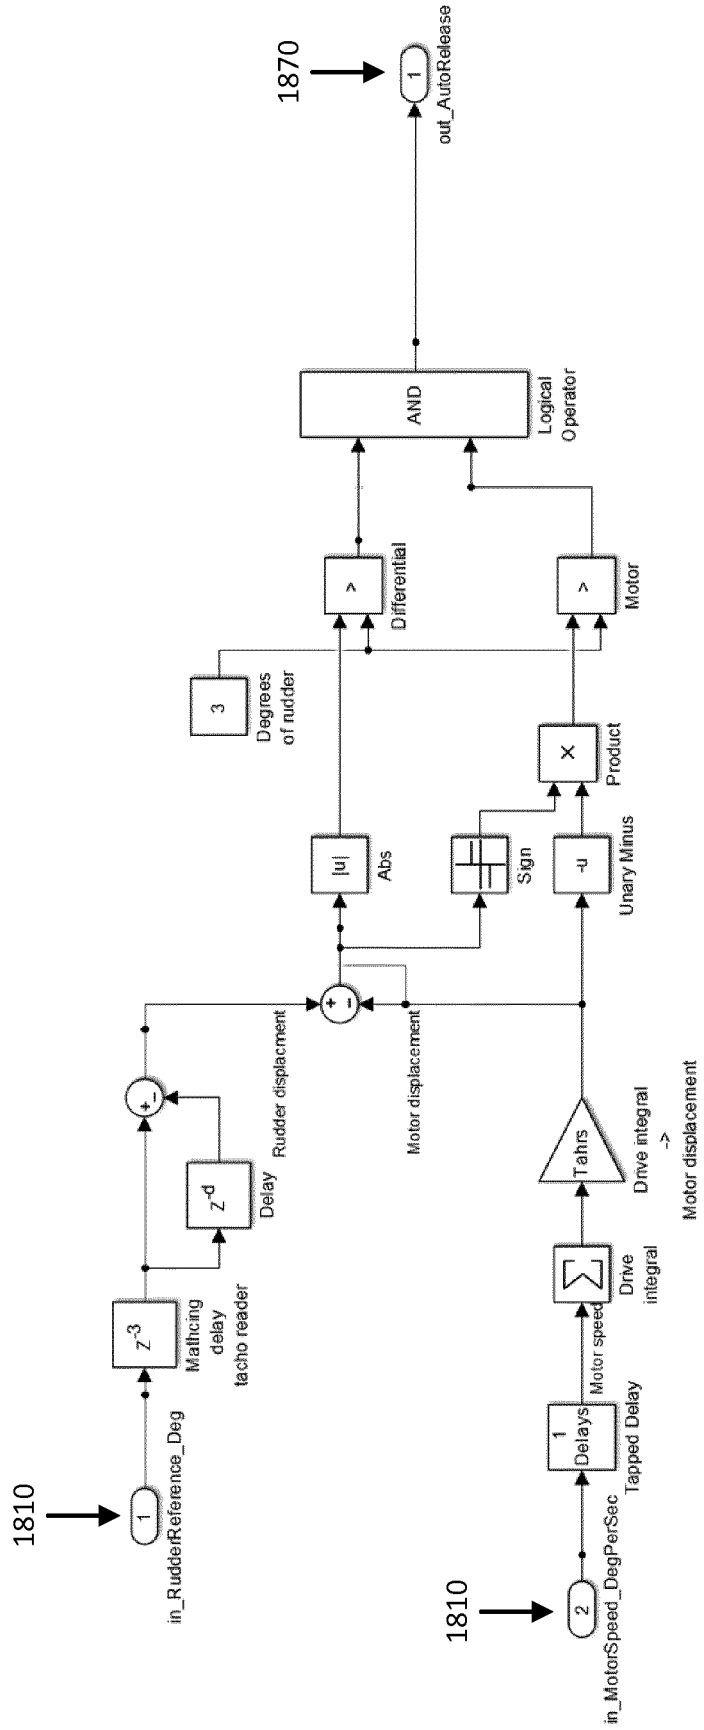 1810
1
in_RudderReference_Deg
Z-3
Mathcing
delay
tacho reader
Z-d
Delay
+
-
Rudder displacment
1810
2
in_MotorSpeed_DegPerSec
1
Delays
Tapped Delay
Motor speed
Σ
Drive
integral
Tahrs
Drive integral
->
Motor displacement
Motor displacement
+
-
|u|
Abs
Sign
-u
Unary Minus
×
Product
3
Degrees
of rudder
>
Differential
>
Motor
AND
Logical
Operator
1870
1
out_AutoRelease